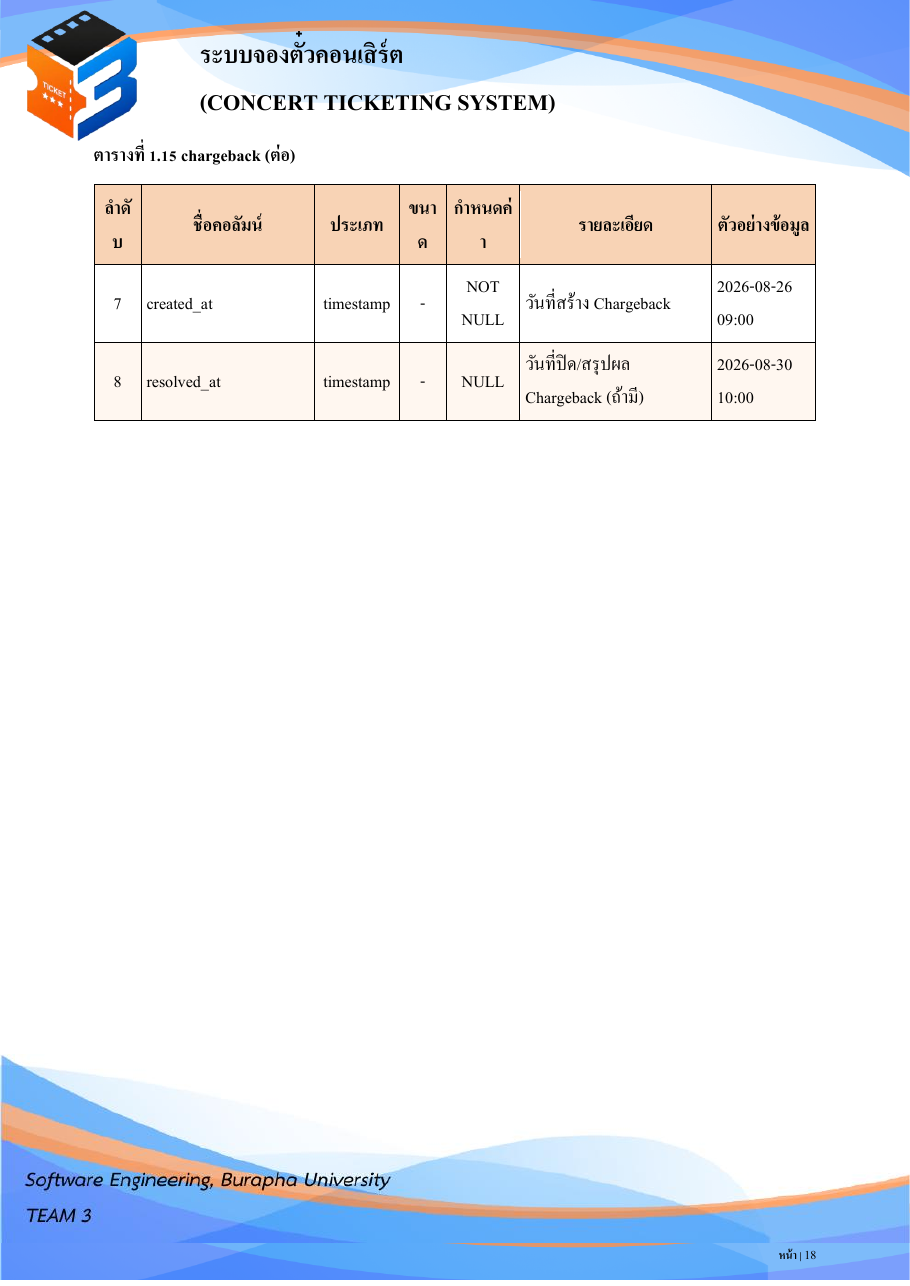 TICKET
ระบบจองตั๋วคอนเสิร์ต
(CONCERT TICKETING SYSTEM)
ตารางที่ 1.15 chargeback (ต่อ)
ลำดับ ชื่อคอลัมน์ ประเภท ขนาด กำหนดค่า รายละเอียด ตัวอย่างข้อมูล
7 created_at timestamp - NOT NULL วันที่สร้าง Chargeback 2026-08-26 09:00
8 resolved_at timestamp - NULL วันที่ปิด/สรุปผล Chargeback (ถ้ามี) 2026-08-30 10:00
Software Engineering, Burapha University
TEAM 3
หน้า | 18